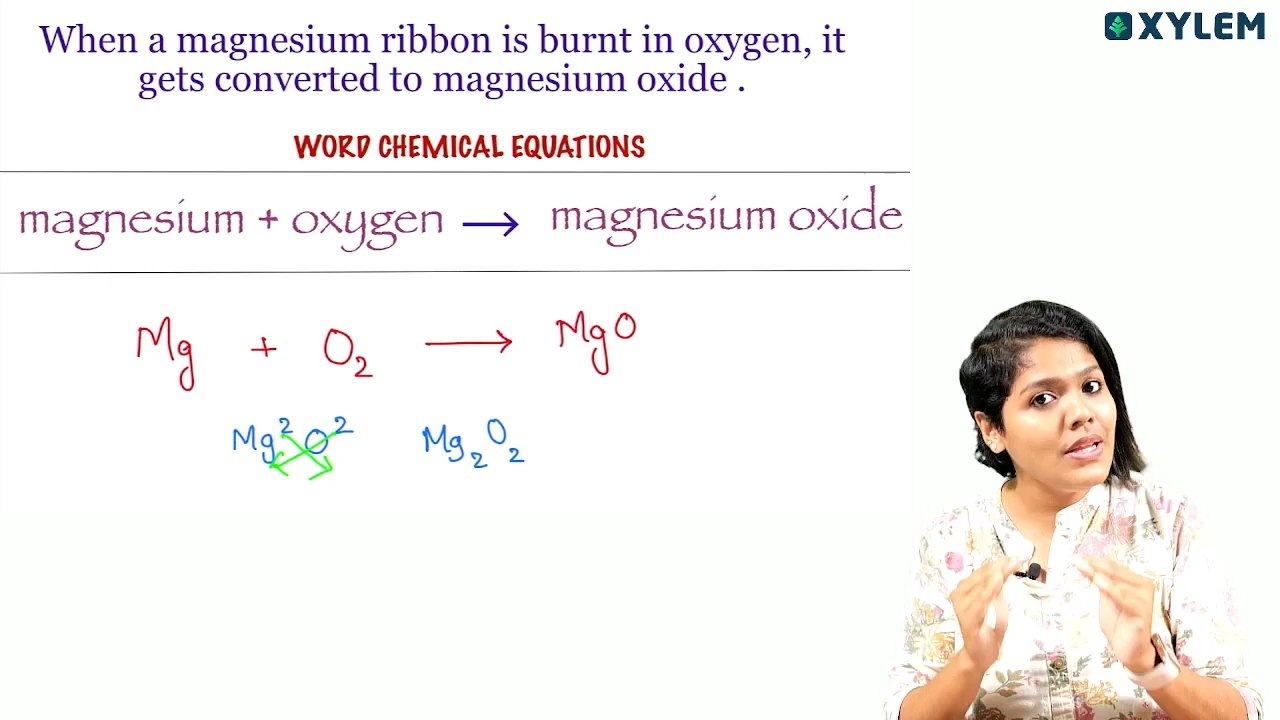 XYLEM
When a magnesium ribbon is burnt in oxygen, it
gets converted to magnesium oxide .
WORD CHEMICAL EQUATIONS
magnesium + oxygen → magnesium oxide
Mg + O₂ → MgO
Mg² O² Mg₂O₂